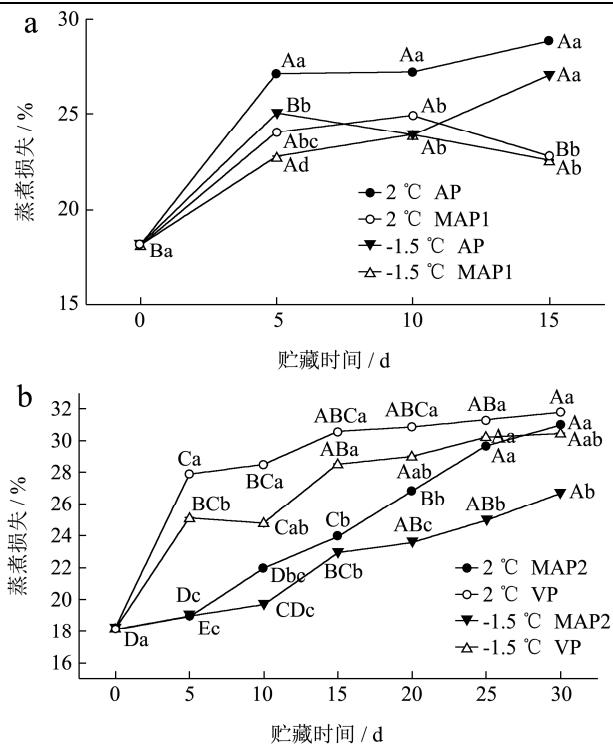 a
蒸煮损失 / %
30
25
20
15
Aa
Aa
Aa
Bb
Ab
Aa
Abc
Ab
Bb
Ad
Ab
Ba
2 ℃ AP
2 ℃ MAP1
-1.5 ℃ AP
-1.5 ℃ MAP1
0
5
10
15
贮藏时间 / d
b
蒸煮损失 / %
32
30
28
26
24
22
20
18
16
Ca
BCa
ABCa
ABCa
ABa
Aa
BCb
Cab
ABa
Aab
Aa
Aa
Aab
Aa
Bb
Cb
Dbc
Dc
Ec
Da
CDc
BCb
ABc
ABb
Ab
2 ℃ MAP2
2 ℃ VP
-1.5 ℃ MAP2
-1.5 ℃ VP
0
5
10
15
20
25
30
贮藏时间 / d